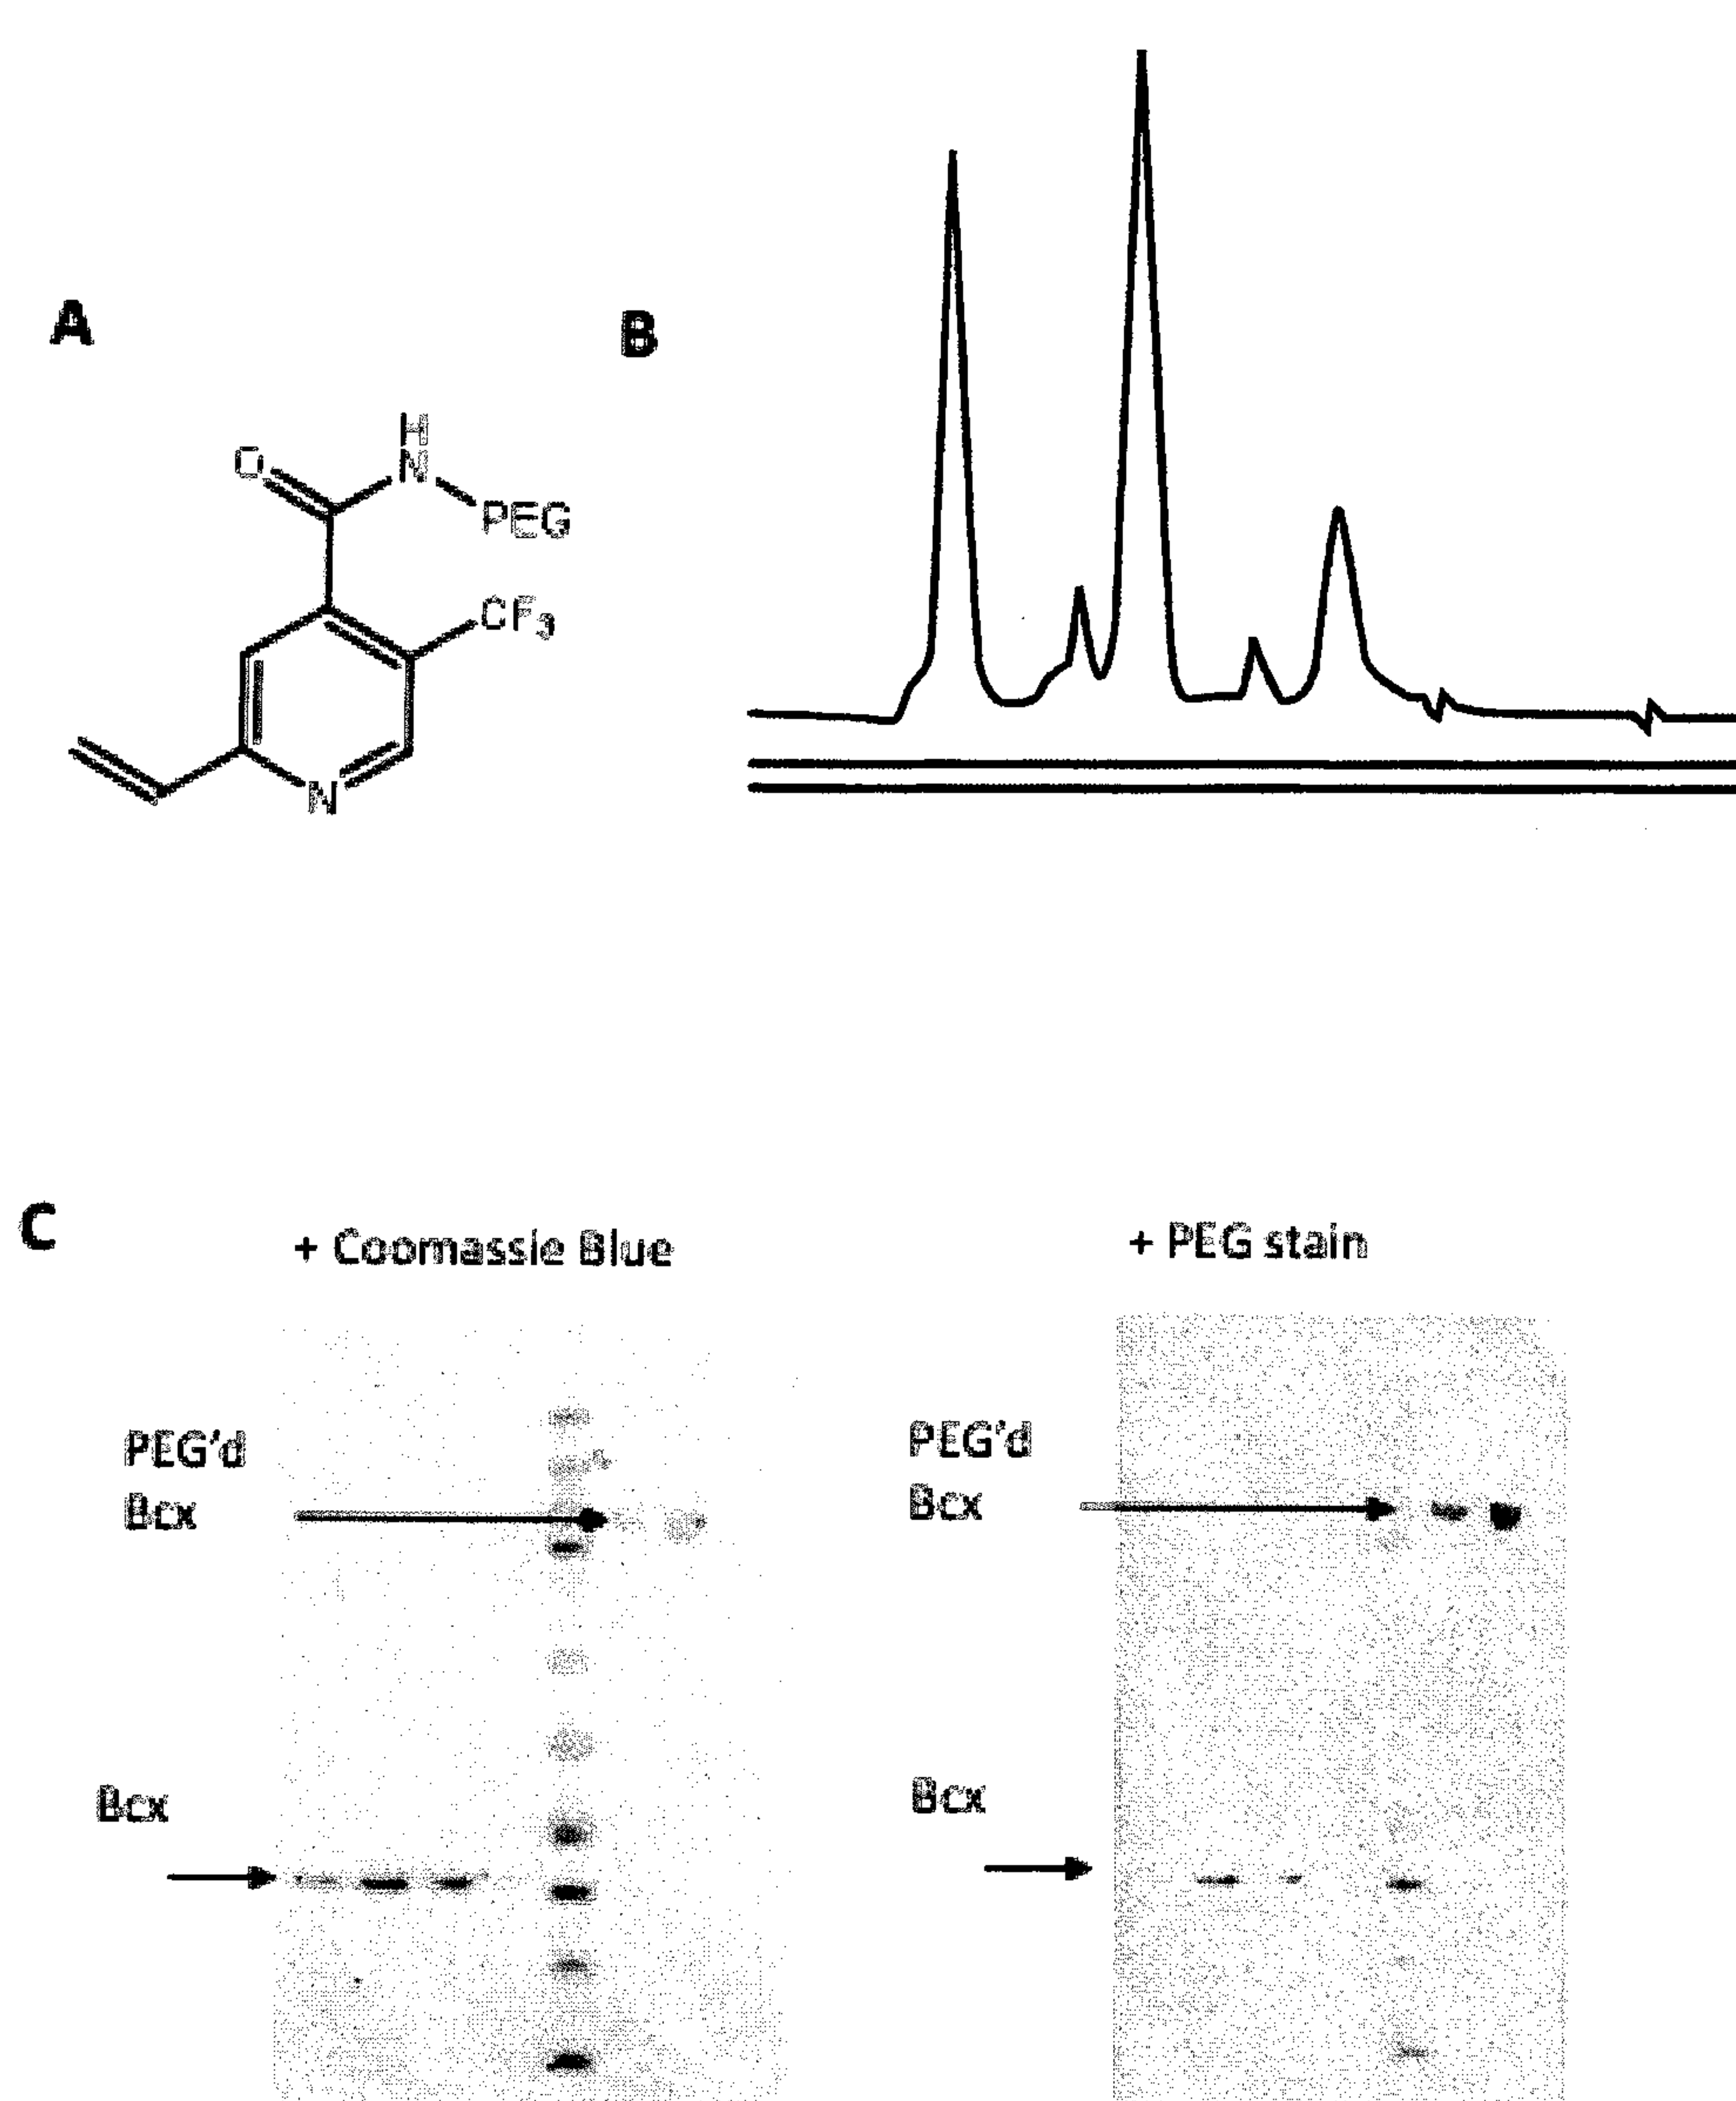 A
B
H
O
N
PEG
CF3
N
C
+ Coomassie Blue
+ PEG stain
PEG'd
Bcx
PEG'd
Bcx
Bcx
Bcx